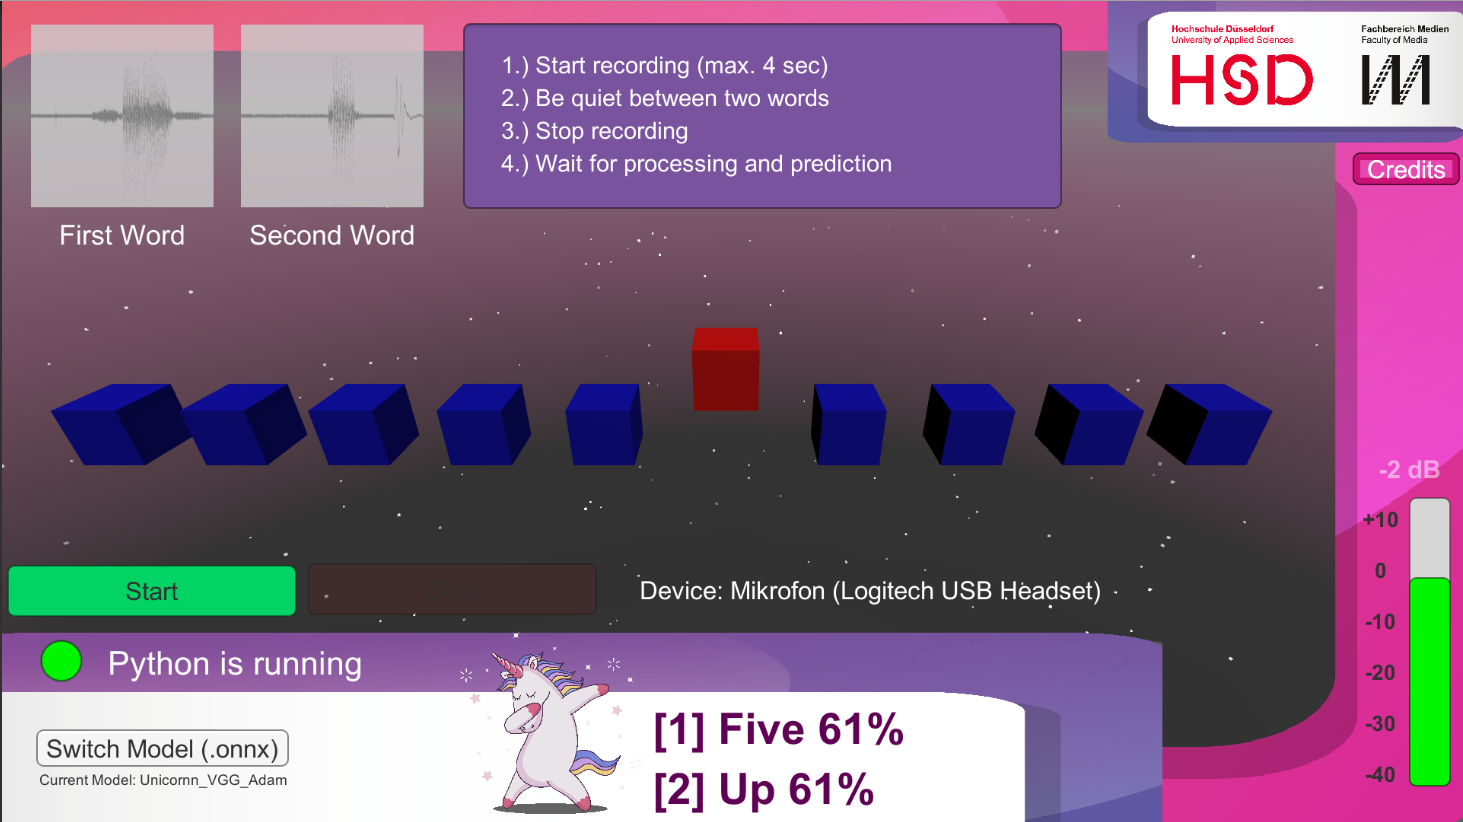 1.) Start recording (max. 4 sec)
2.) Be quiet between two words
3.) Stop recording
4.) Wait for processing and prediction
Hochschule Düsseldorf
University of Applied Sciences
HSD
Fachbereich Medien
Faculty of Media
Credits
First Word
Second Word
-2 dB
+10
0
-10
-20
-30
-40
Start
Device: Mikrofon (Logitech USB Headset)
Python is running
Switch Model (.onnx)
Current Model: Unicornn_VGG_Adam
[1] Five 61%
[2] Up 61%